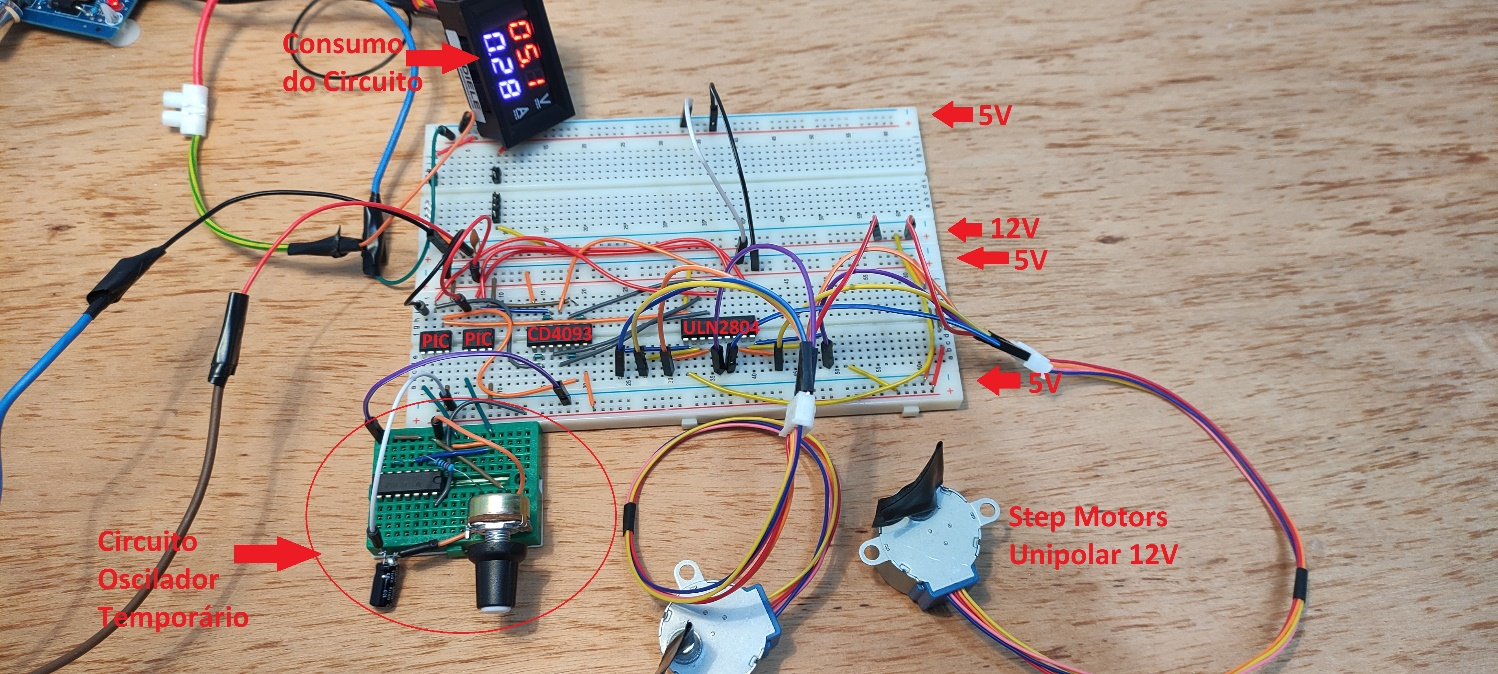 Consumo
do Circuito
05.1
V
0.28
A
5V
12V
5V
PIC
PIC
CD4093
ULN2804
5V
Step Motors
Unipolar 12V
Circuito
Oscilador
Temporário